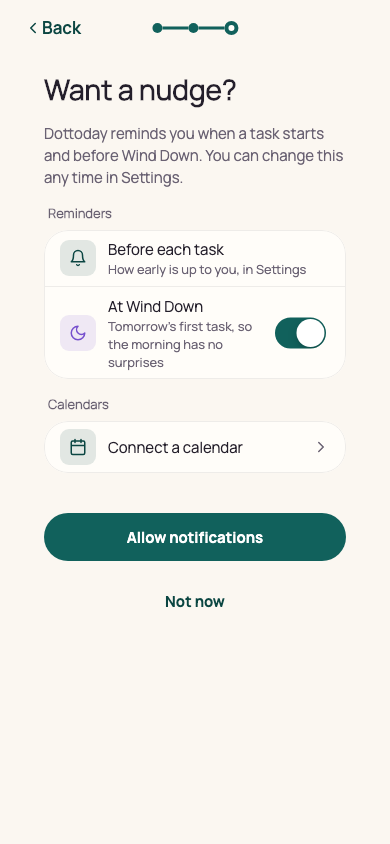 Back
Want a nudge?
Dottoday reminds you when a task starts
and before Wind Down. You can change this
any time in Settings.
Reminders
Before each task
How early is up to you, in Settings
At Wind Down
Tomorrow's first task, so
the morning has no
surprises
Calendars
Connect a calendar
Allow notifications
Not now